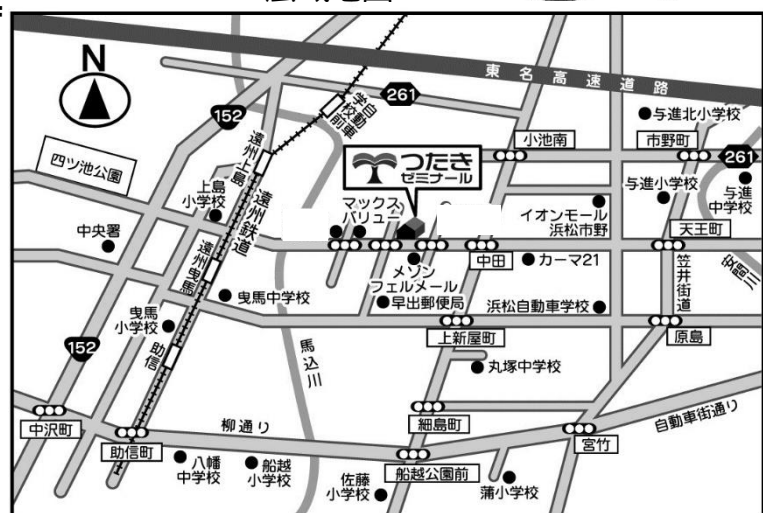 N
東名高速道路
261
152
自動車
学校前
遠州上島
遠州鉄道
四ツ池公園
上島
小学校
中央署
つたき
ゼミナール
マックス
バリュー
小池南
与進北小学校
市野町
261
与進小学校
与進
中学校
イオンモール
浜松市野
天王町
中田
カーマ21
メゾン
フェルメール
早出郵便局
笠井街道
安間川
遠州曳馬
曳馬中学校
曳馬
小学校
浜松自動車学校
上新屋町
原島
馬込川
助信
152
丸塚中学校
中沢町
柳通り
細島町
自動車街道り
助信町
宮竹
八幡
中学校
船越
小学校
佐藤
小学校
船越公園前
蒲小学校